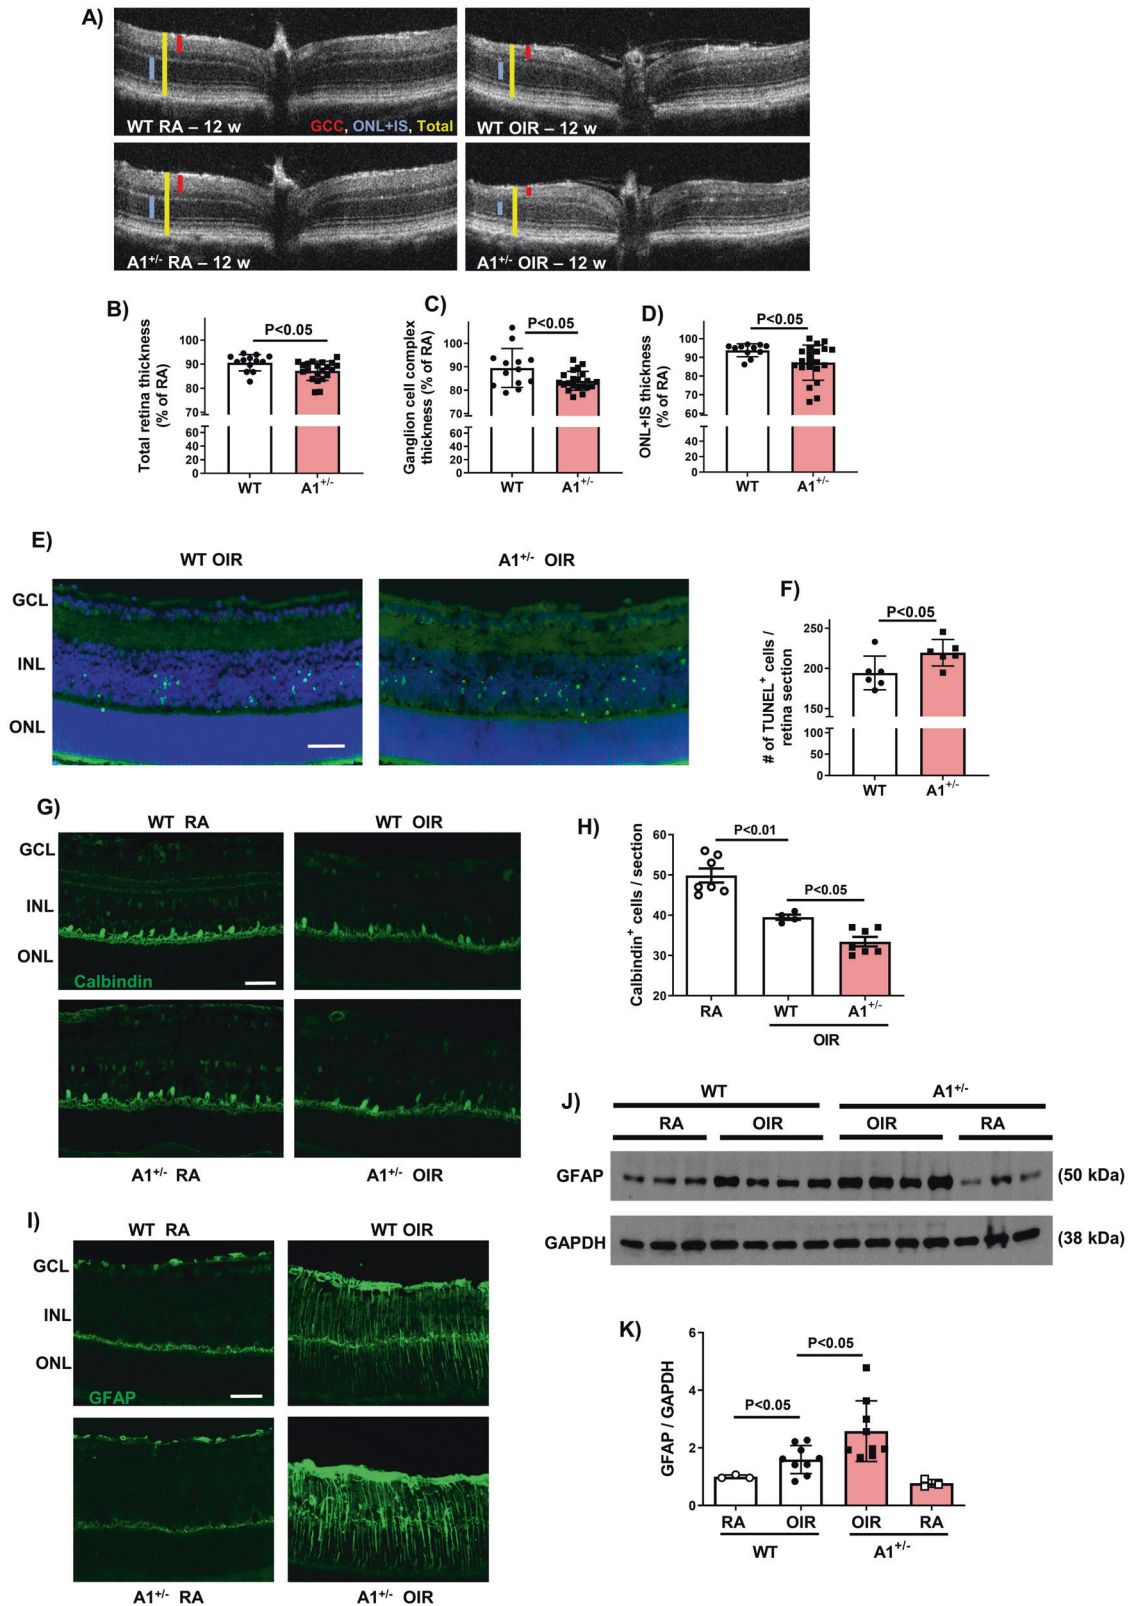 A)
WT RA – 12 w
GCC, ONL+IS, Total
WT OIR – 12 w
A1+/- RA – 12 w
A1+/- OIR – 12 w
B)
Total retina thickness
(% of RA)
100
90
80
70
60
40
20
0
P<0.05
WT
A1+/-
C)
Ganglion cell complex
thickness (% of RA)
100
90
80
70
60
40
20
0
P<0.05
WT
A1+/-
D)
ONL+IS thickness
(% of RA)
100
90
80
70
60
40
20
0
P<0.05
WT
A1+/-
E)
WT OIR
A1+/- OIR
GCL
INL
ONL
F)
# of TUNEL+ cells /
retina section
250
200
150
100
50
0
P<0.05
WT
A1+/-
G)
WT RA
WT OIR
GCL
INL
ONL
Calbindin
A1+/- RA
A1+/- OIR
H)
Calbindin+ cells / section
60
50
40
30
20
P<0.01
P<0.05
RA
WT
A1+/-
OIR
I)
WT RA
WT OIR
GCL
INL
ONL
GFAP
A1+/- RA
A1+/- OIR
J)
WT
A1+/-
RA
OIR
OIR
RA
GFAP
(50 kDa)
GAPDH
(38 kDa)
K)
GFAP / GAPDH
6
4
2
0
P<0.05
P<0.05
RA
OIR
OIR
RA
WT
A1+/-